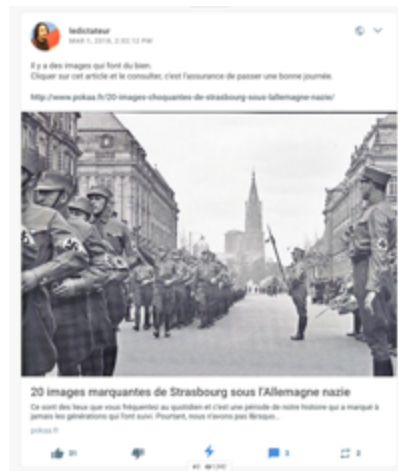 ledictateur
MAR 1, 2018, 2:02:12 PM
Il y a des images qui font du bien.
Cliquer sur cet article et le consulter, c'est l'assurance de passer une bonne journée.
http://www.pokaa.fr/20-images-choquantes-de-strasbourg-sous-lallemagne-nazie/
20 images marquantes de Strasbourg sous l'Allemagne nazie
Ce sont des lieux que vous fréquentez au quotidien et c'est une période de notre histoire qui a marqué à
jamais les générations qui l'ont suivi. Pourtant, nous n'avons pas
pokaa.fr
21
3
2